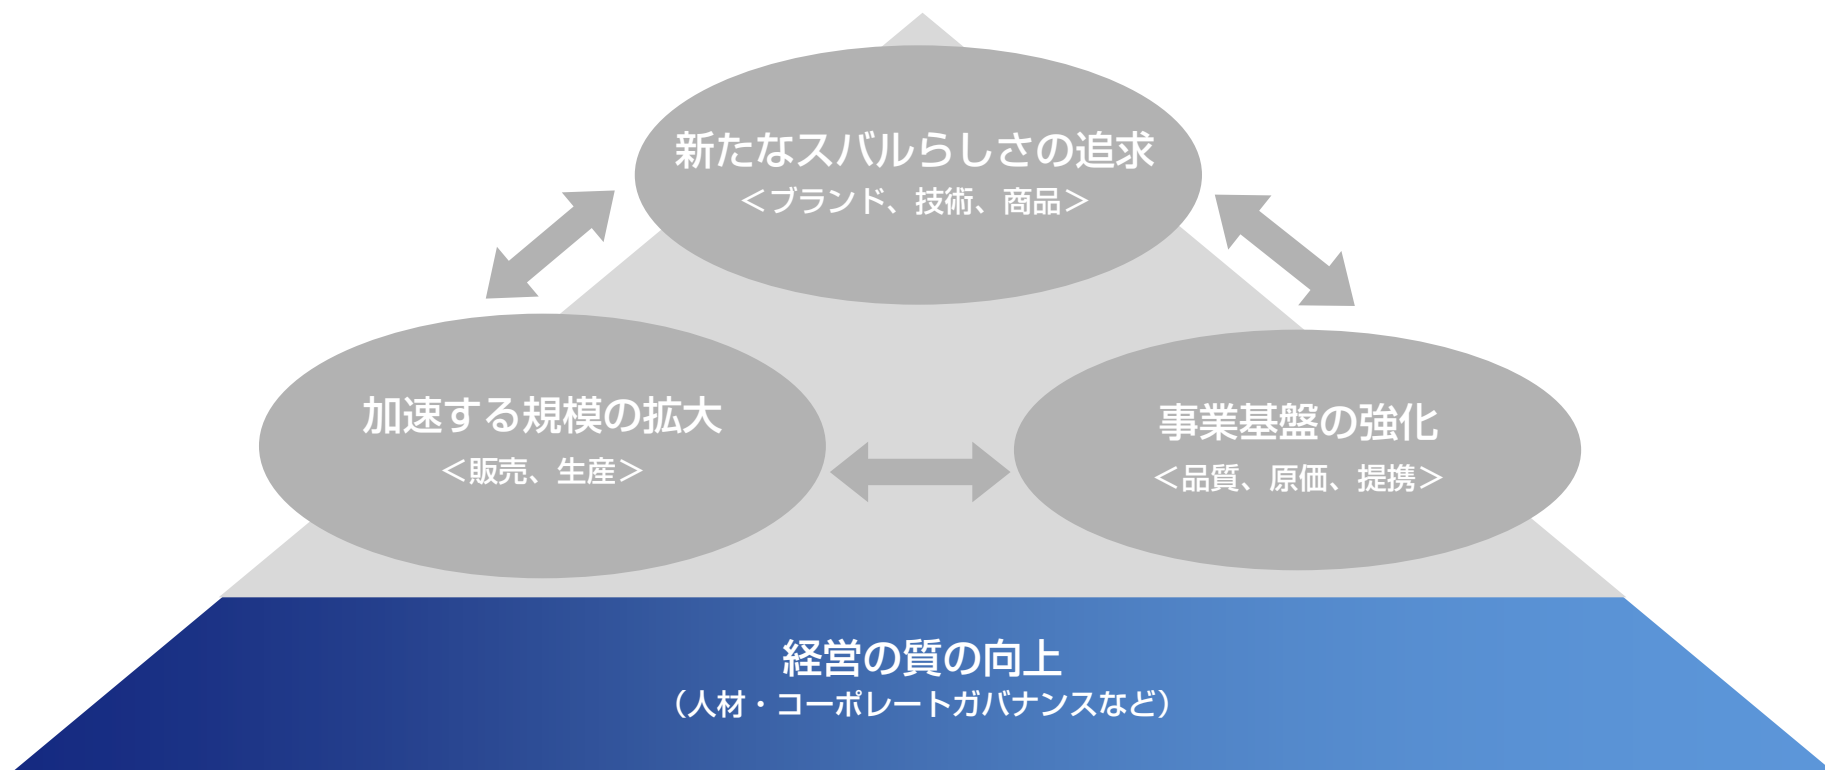 新たなスバルらしさの追求
＜ブランド、技術、商品＞
加速する規模の拡大
＜販売、生産＞
事業基盤の強化
＜品質、原価、提携＞
経営の質の向上
（人材・コーポレートガバナンスなど）